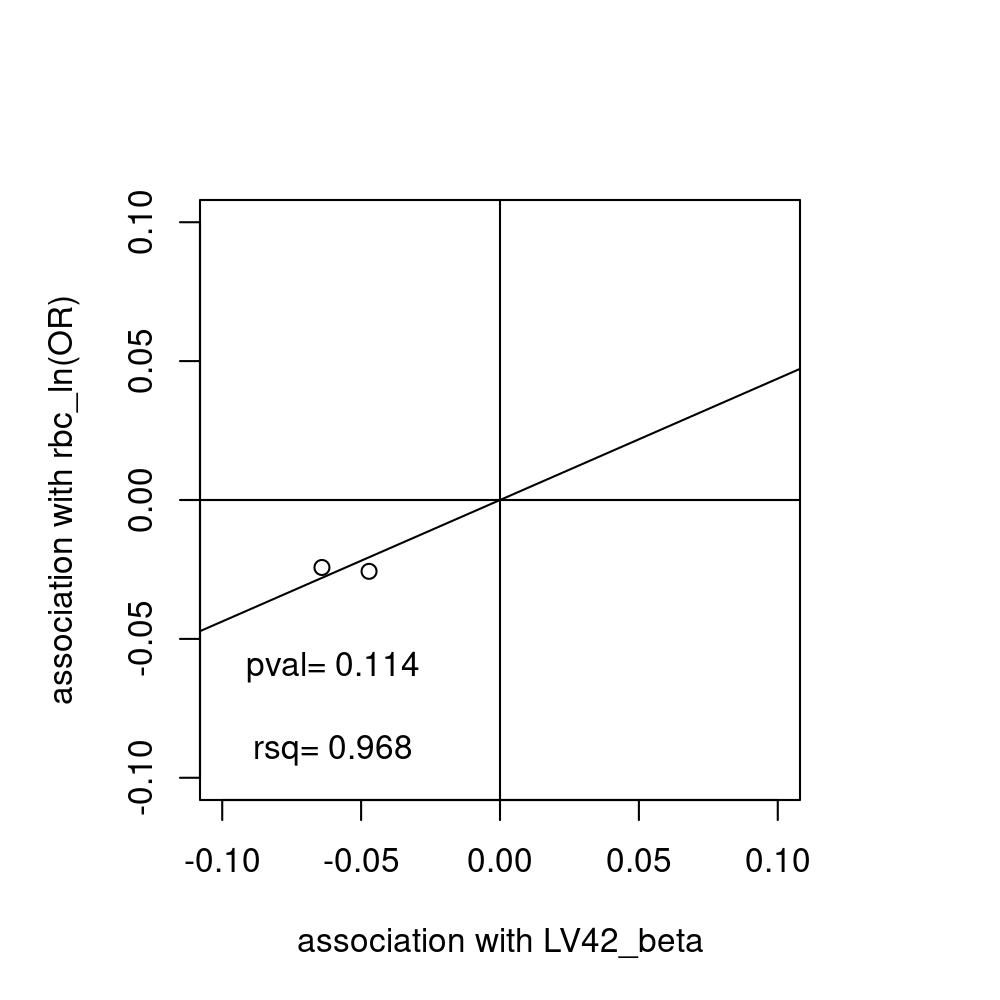 association with rbc_ln(OR)
0.10
0.05
0.00
-0.05
-0.10
pval= 0.114
rsq= 0.968
-0.10 -0.05 0.00 0.05 0.10
association with LV42_beta